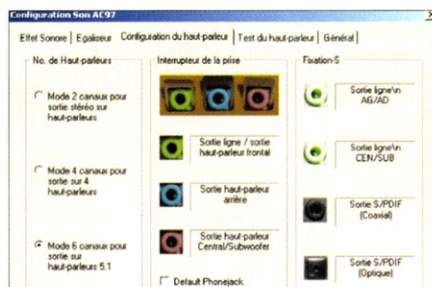 Configuration Son AC97
Effet Sonore
Egaliseur
Configuration du haut-parleur
Test du haut-parleur
Général
No. de Haut-parleurs
Mode 2 canaux pour
sortie stéréo sur
haut-parleurs
Mode 4 canaux pour
sortie sur 4
haut-parleurs
Mode 6 canaux pour
sortie sur
haut-parleurs 5.1
Interrupteur de la prise
Sortie ligne / sortie
haut-parleur frontal
Sortie haut-parleur
arrière
Sortie haut-parleur
Central/Subwoofer
Default Phonejack
Fixation-S
Sortie ligne\n
AG/AD
Sortie ligne\n
CEN/SUB
Sortie S/PDIF
(Coaxial)
Sortie S/PDIF
(Optique)